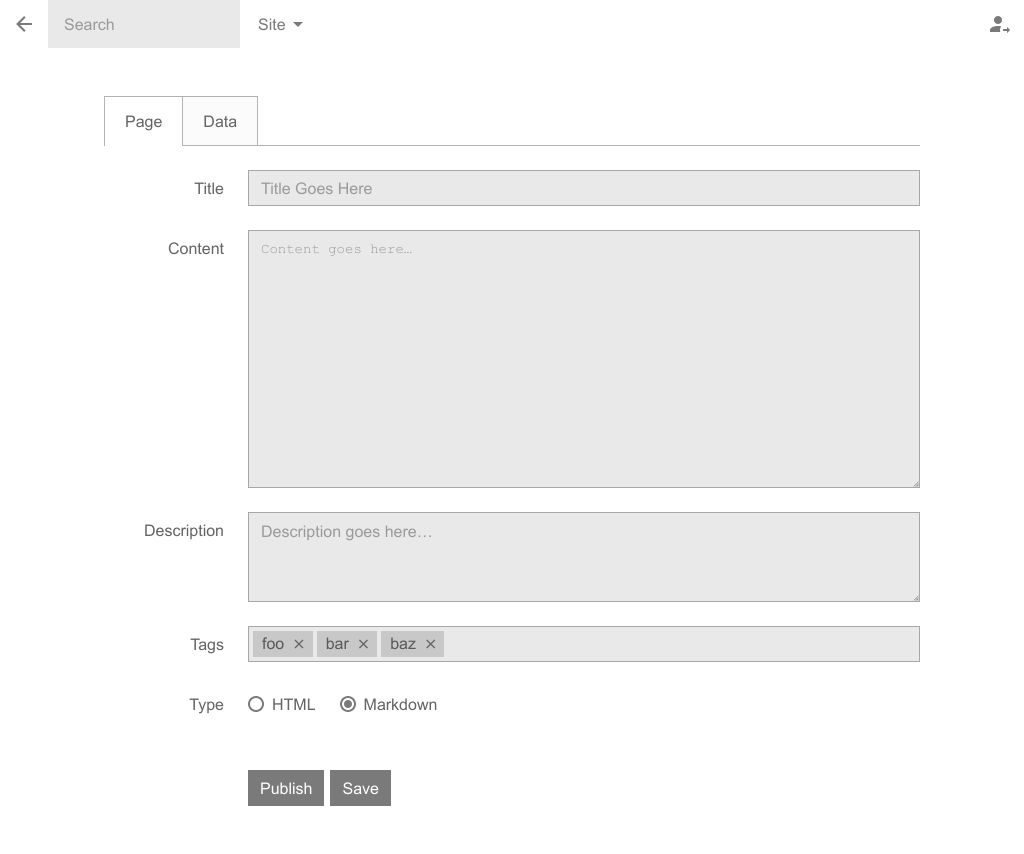 Search Site
Page Data
Title Title Goes Here
Content Content goes here…
Description Description goes here…
Tags foo × bar × baz ×
Type HTML Markdown
Publish Save